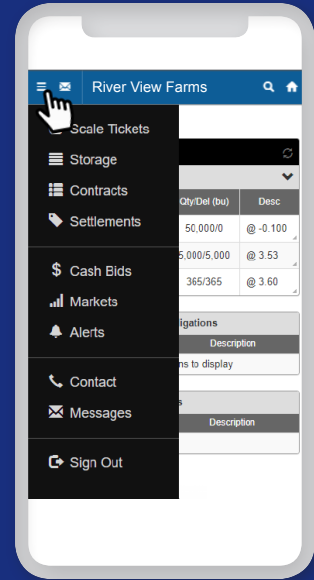 River View Farms
Scale Tickets
Storage
Contracts
Qty/Del (bu) Desc
Settlements
50,000/0 @ -0.100
,000/5,000 @ 3.53
$ Cash Bids
365/365 @ 3.60
Markets
igations
Alerts
Description
ns to display
Contact
s
Messages
Description
Sign Out